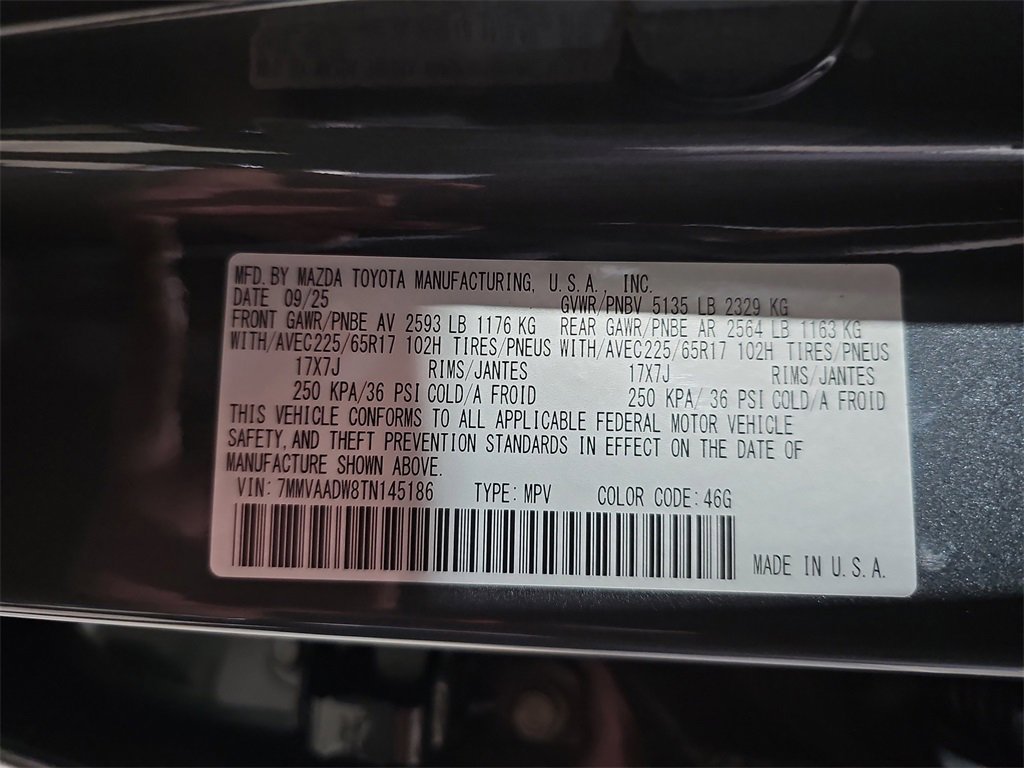 MFD. BY MAZDA TOYOTA MANUFACTURING, U.S.A., INC.
DATE 09/25 GVWR/PNBV 5135 LB 2329 KG
FRONT GAWR/PNBE AV 2593 LB 1176 KG REAR GAWR/PNBE AR 2564 LB 1163 KG
WITH/AVEC225/65R17 102H TIRES/PNEUS WITH/AVEC225/65R17 102H TIRES/PNEUS
17X7J RIMS/JANTES 17X7J RIMS/JANTES
250 KPA/36 PSI COLD/A FROID 250 KPA/ 36 PSI COLD/A FROID
THIS VEHICLE CONFORMS TO ALL APPLICABLE FEDERAL MOTOR VEHICLE
SAFETY, AND THEFT PREVENTION STANDARDS IN EFFECT ON THE DATE OF
MANUFACTURE SHOWN ABOVE.
VIN: 7MMVAADW8TN145186 TYPE: MPV COLOR CODE: 46G
MADE IN U.S.A.